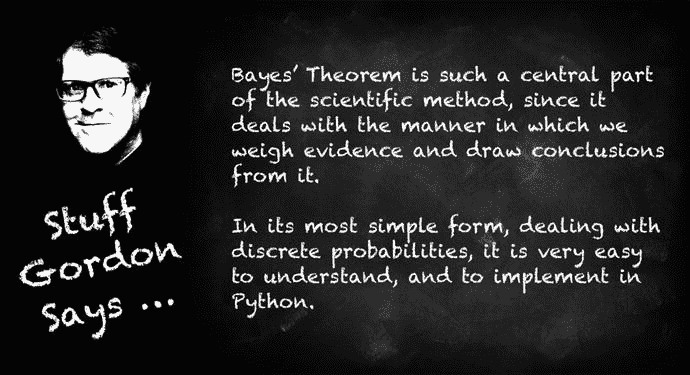 Stuff
Gordon
Says ...
Bayes' Theorem is such a central part
of the scientific method, since it
deals with the manner in which we
weigh evidence and draw conclusions
from it.
In its most simple form, dealing with
discrete probabilities, it is very easy
to understand, and to implement in
Python.